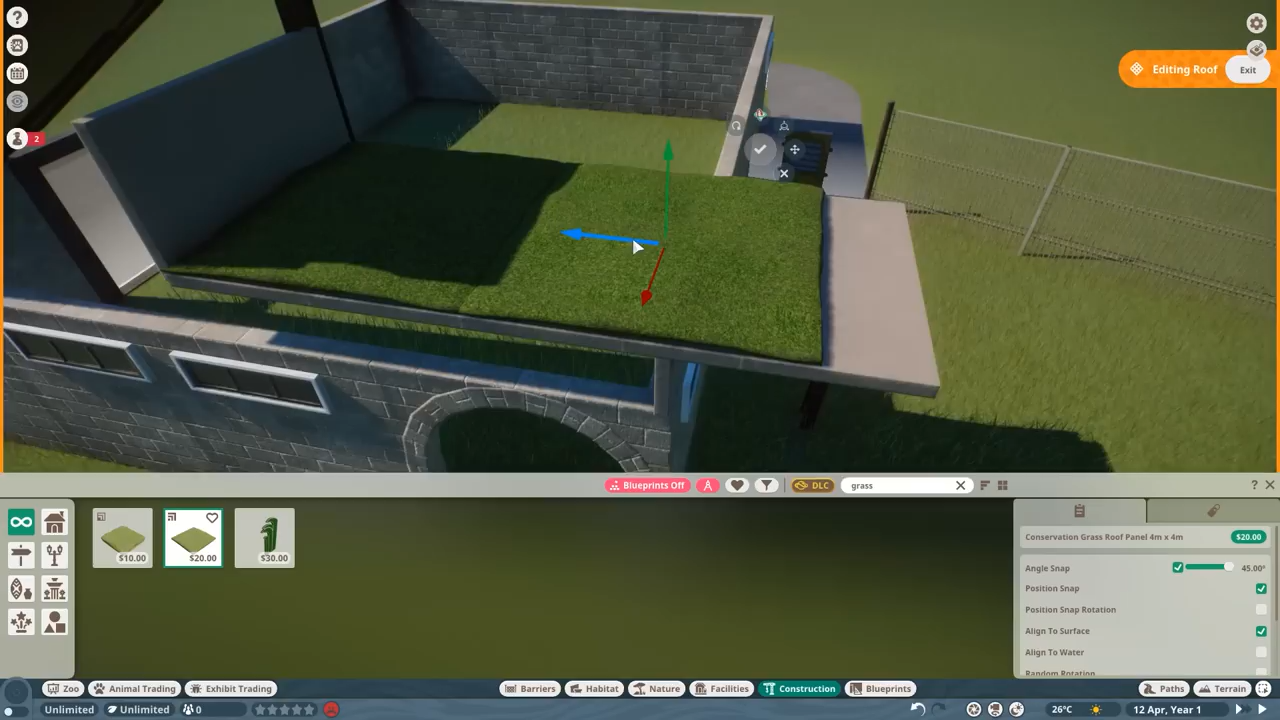 ?
2
Editing Roof
Exit
Blueprints Off
DLC
grass
?
$10.00
$20.00
$30.00
Conservation Grass Roof Panel 4m x 4m
$20.00
Angle Snap
45.00°
Position Snap
Position Snap Rotation
Align To Surface
Align To Water
Random Rotation
Zoo
Animal Trading
Exhibit Trading
Barriers
Habitat
Nature
Facilities
Construction
Blueprints
Paths
Terrain
Unlimited
Unlimited
0
26°C
12 Apr, Year 1